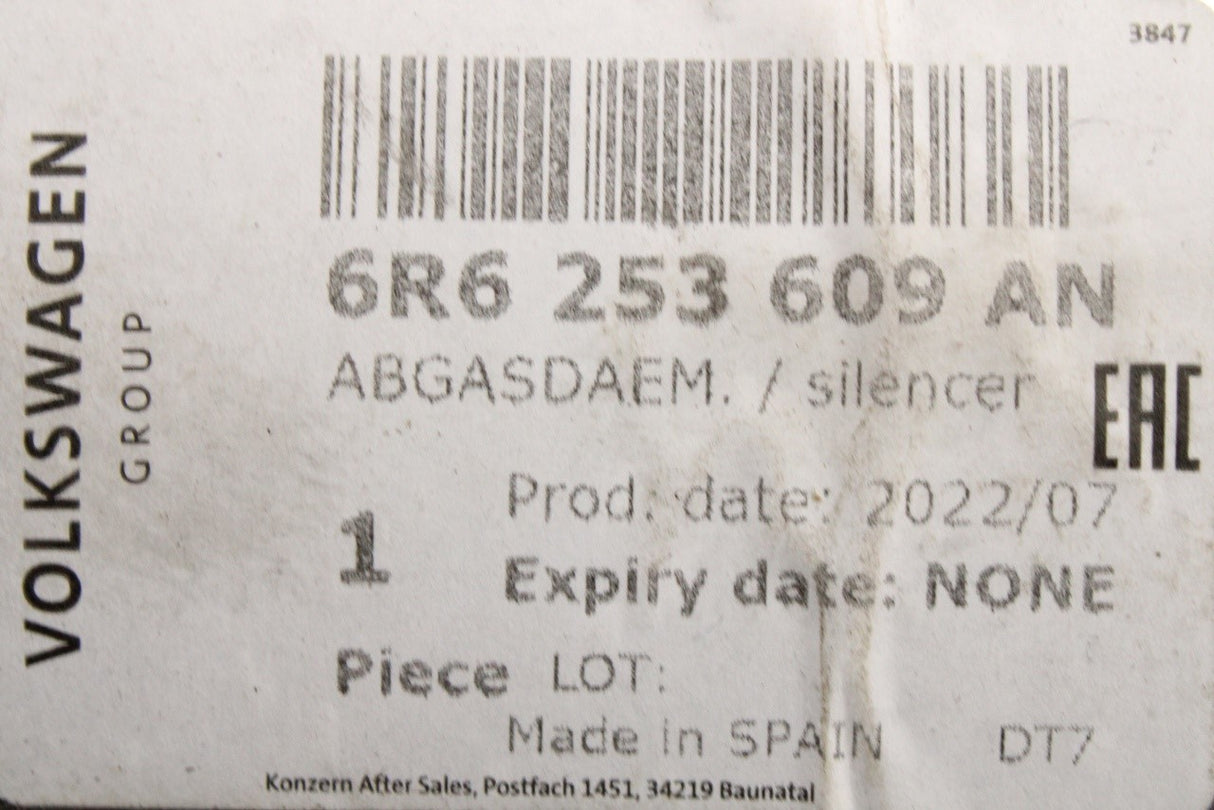 3847
VOLKSWAGEN
GROUP
6R6 253 609 AN
ABGASDAEM. / silencer
EAC
Prod. date: 2022/07
1
Expiry date: NONE
Piece LOT:
Made in SPAIN DT7
Konzern After Sales, Postfach 1451, 34219 Baunatal